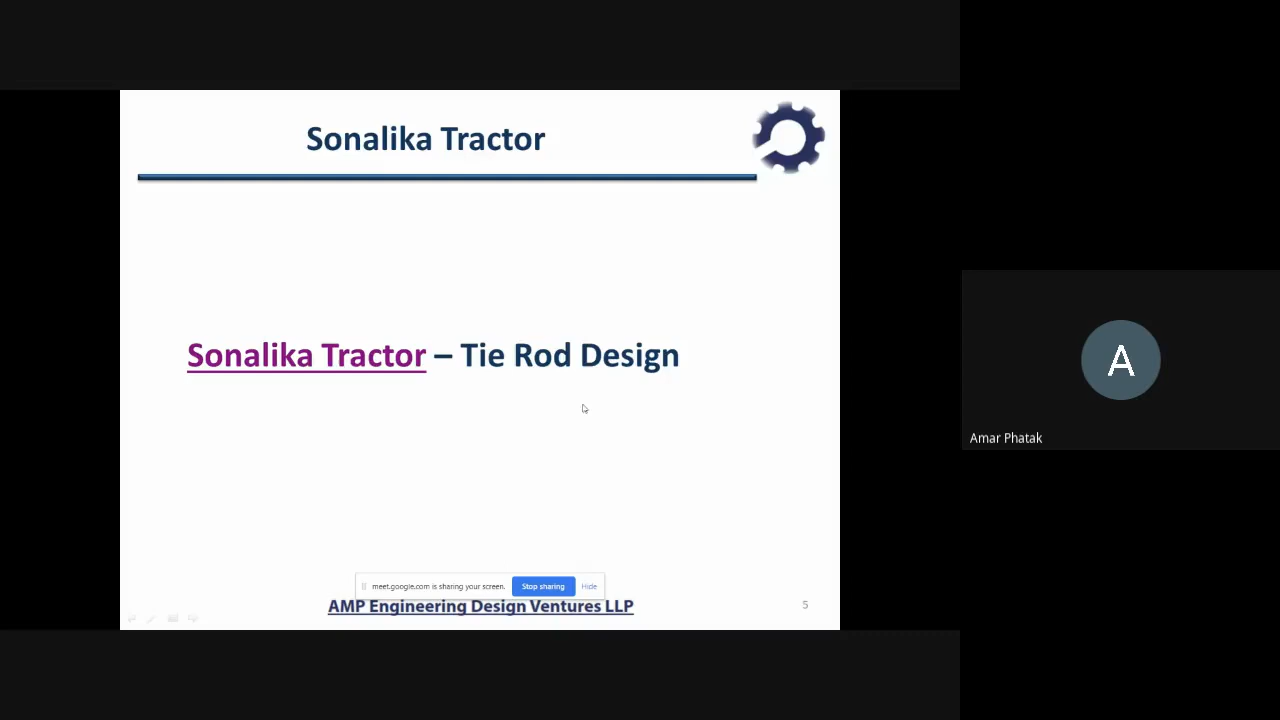 Sonalika Tractor
Sonalika Tractor – Tie Rod Design
meet.google.com is sharing your screen. Stop sharing Hide
AMP Engineering Design Ventures LLP
5
A
Amar Phatak